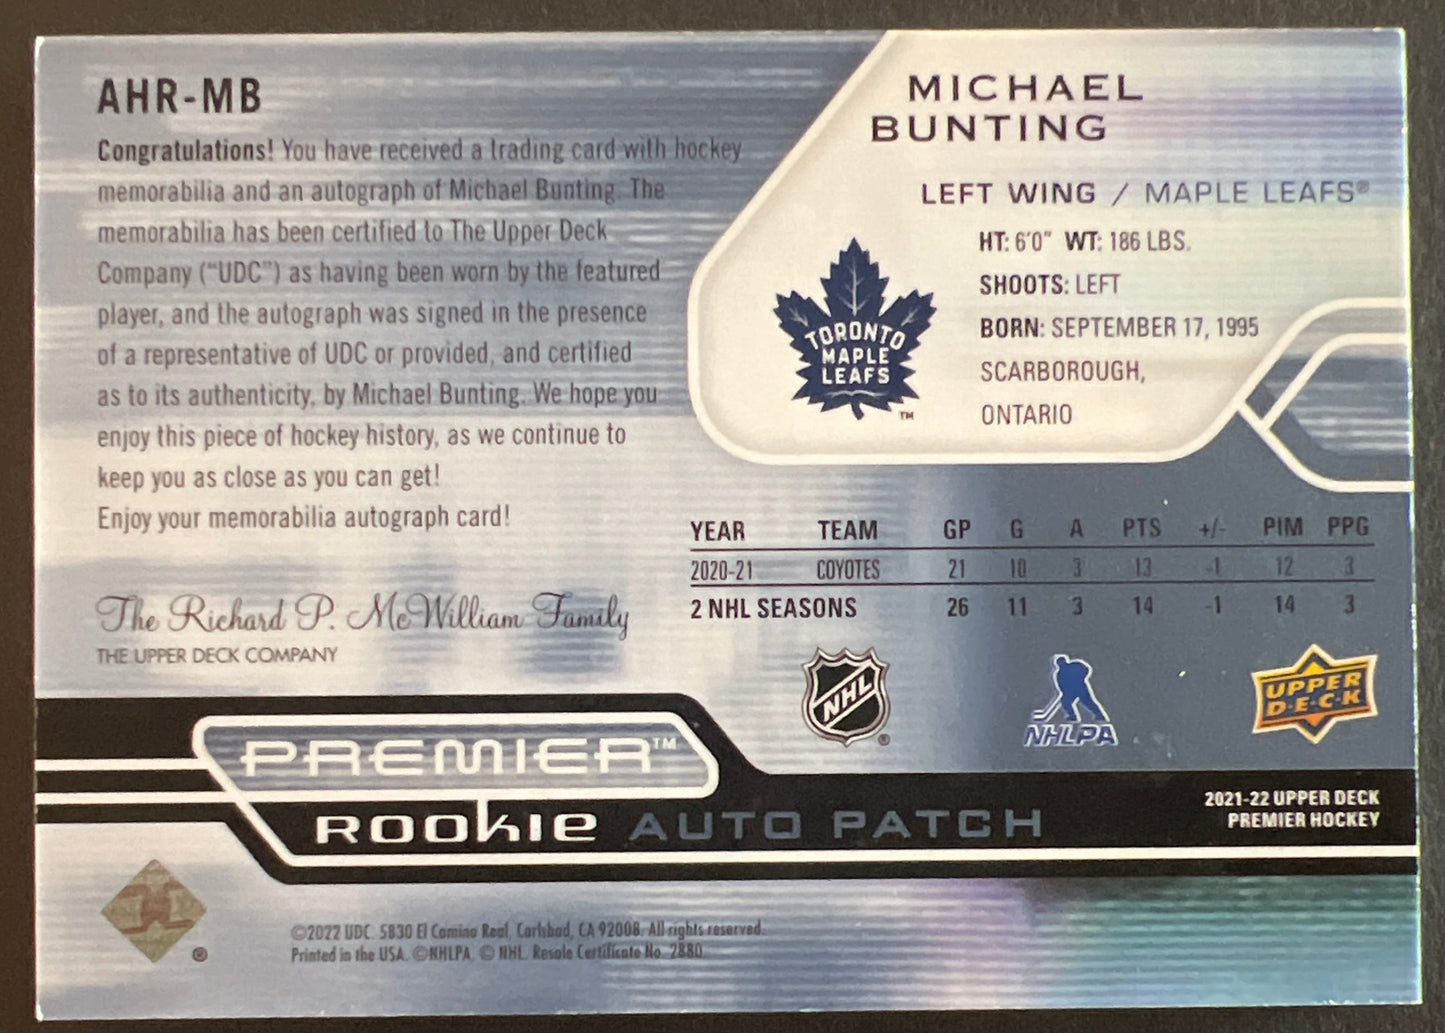 AHR-MB
Congratulations! You have received a trading card with hockey
memorabilia and an autograph of Michael Bunting. The
memorabilia has been certified to The Upper Deck
Company ("UDC") as having been worn by the featured
player, and the autograph was signed in the presence
of a representative of UDC or provided, and certified
as to its authenticity, by Michael Bunting. We hope you
enjoy this piece of hockey history, as we continue to
keep you as close as you can get!
Enjoy your memorabilia autograph card!
The Richard P. McWilliam Family
THE UPPER DECK COMPANY
MICHAEL
BUNTING
LEFT WING / MAPLE LEAFS®
HT: 6'0" WT: 186 LBS.
SHOOTS: LEFT
BORN: SEPTEMBER 17, 1995
SCARBOROUGH,
ONTARIO
TORONTO
MAPLE
LEAFS
TM
YEAR TEAM GP G A PTS +/- PIM PPG
2020-21 COYOTES 21 10 3 13 -1 12 3
2 NHL SEASONS 26 11 3 14 -1 14 3
NHL ®
NHLPA
UPPER
D·E·C·K
PREMIER™
ROOKIE AUTO PATCH
2021-22 UPPER DECK
PREMIER HOCKEY
®
©2022 UDC. 5830 El Camino Real, Carlsbad, CA 92008. All rights reserved.
Printed in the USA. ©NHLPA. © NHL. Resale Certificate No. 2880